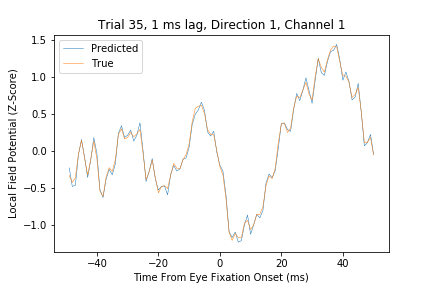 Trial 35, 1 ms lag, Direction 1, Channel 1
Predicted
True
1.5
1.0
0.5
0.0
−0.5
−1.0
Local Field Potential (Z-Score)
−40
−20
0
20
40
Time From Eye Fixation Onset (ms)